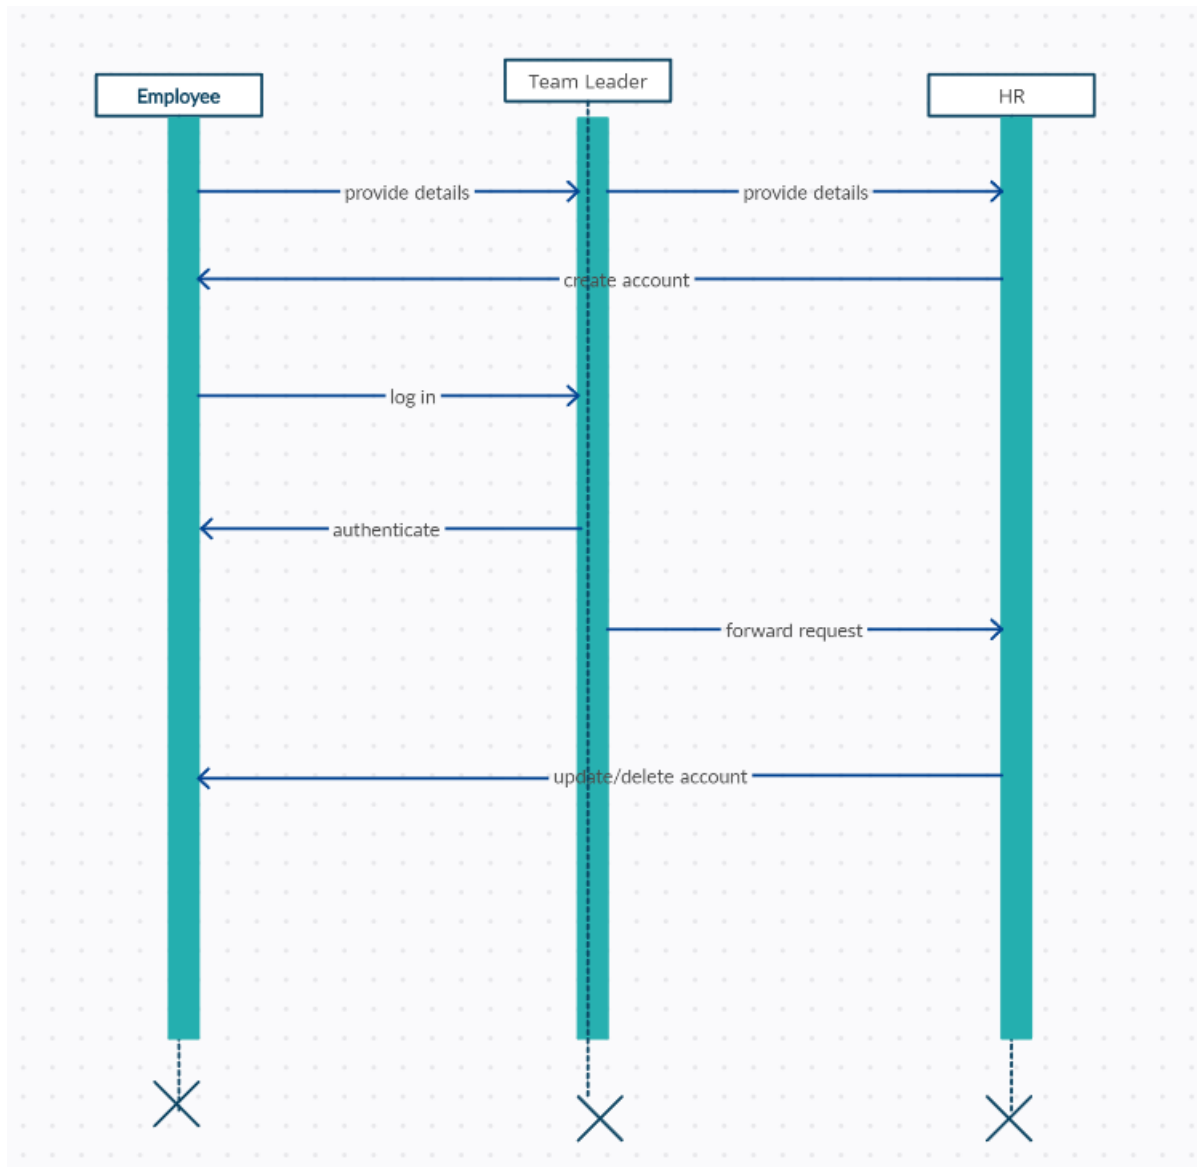 Employee
Team Leader
HR
provide details
provide details
create account
log in
authenticate
forward request
update/delete account